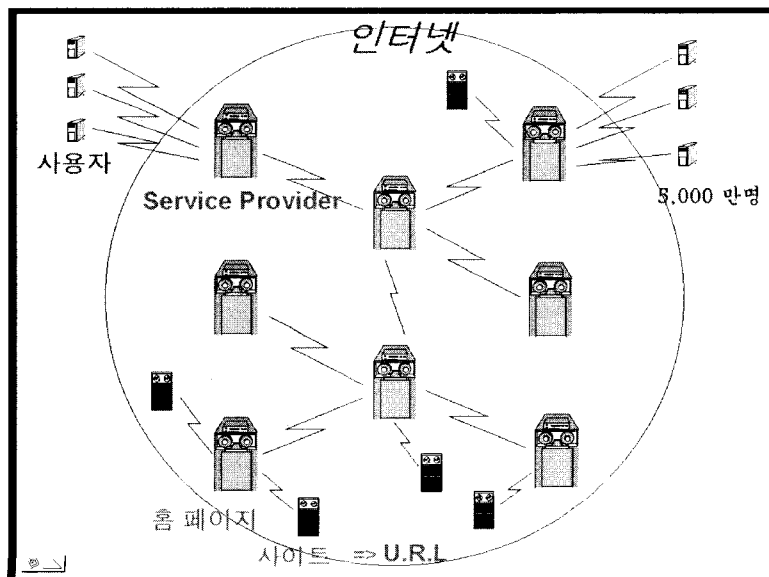 인터넷
사용자
Service Provider
5,000 만명
홈 페이지
사이트 => U.R.L